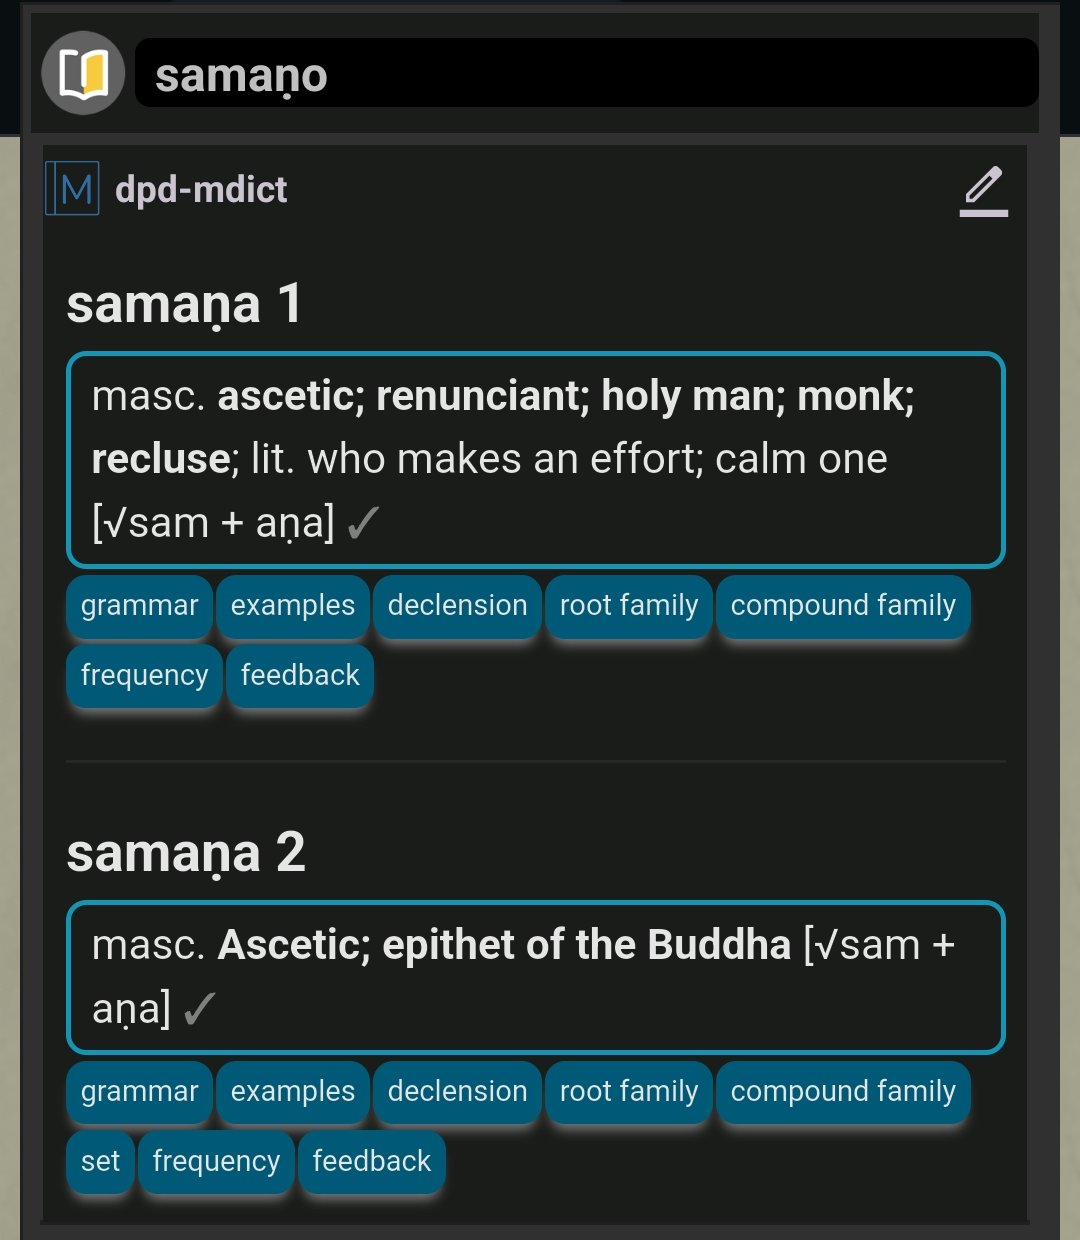 samaṇo
M dpd-mdict
samaṇa 1
masc. ascetic; renunciant; holy man; monk;
recluse; lit. who makes an effort; calm one
[√sam + aṇa] ✓
grammar examples declension root family compound family
frequency feedback
samaṇa 2
masc. Ascetic; epithet of the Buddha [√sam +
aṇa] ✓
grammar examples declension root family compound family
set frequency feedback